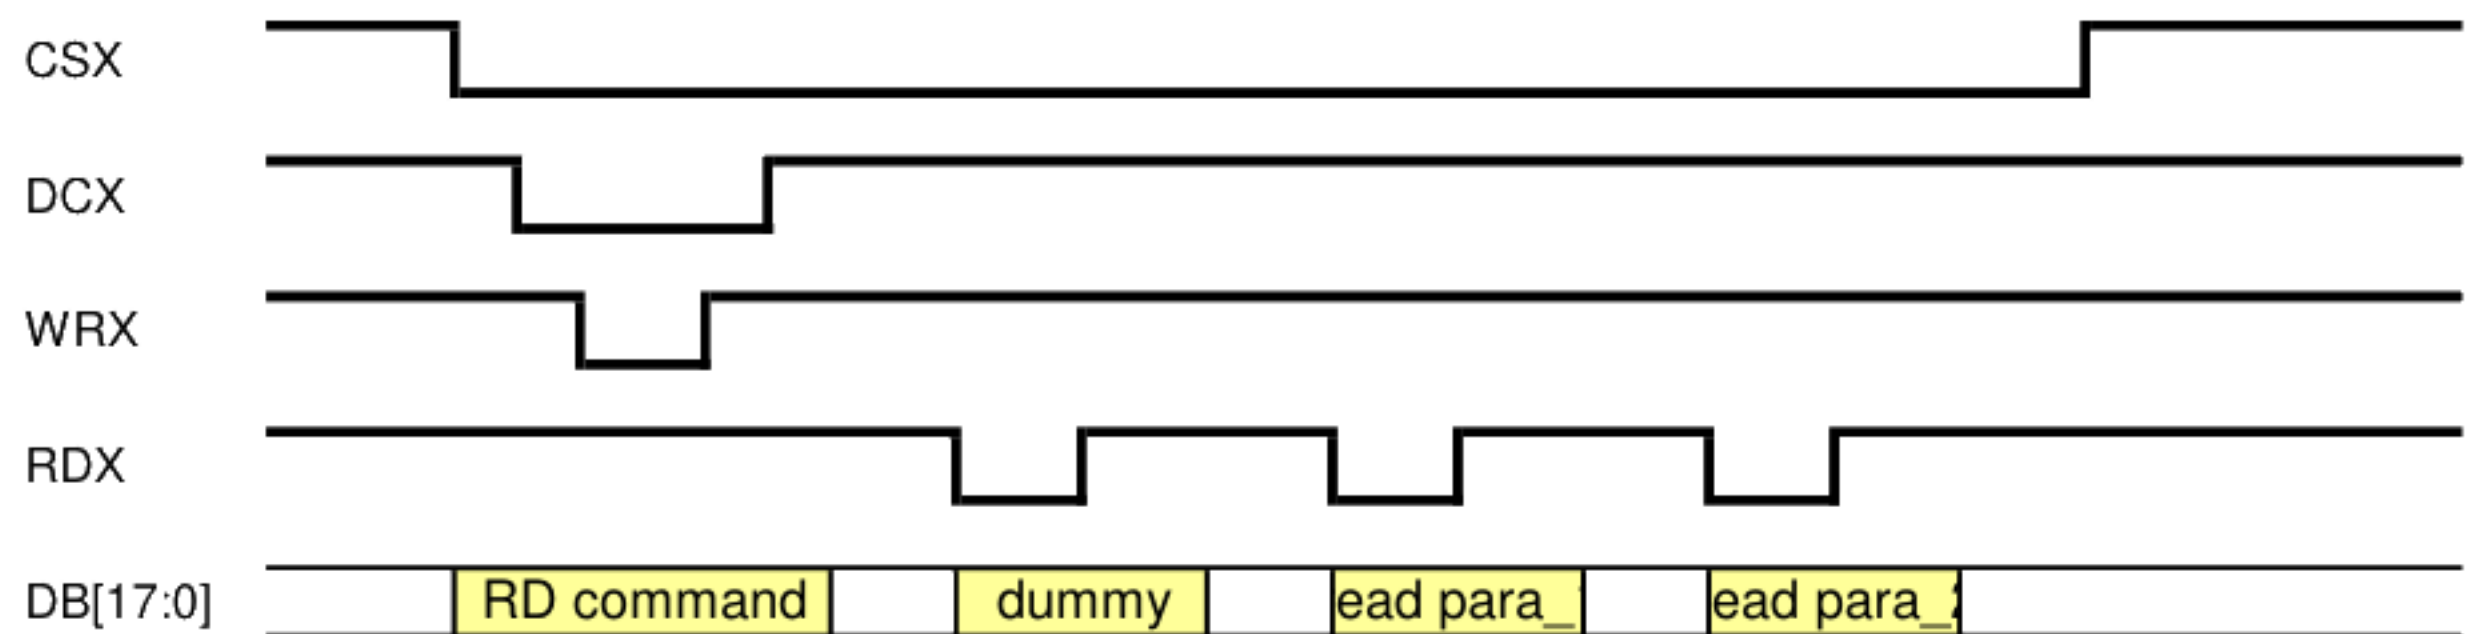 CSX
DCX
WRX
RDX
DB[17:0] RD command dummy ead para_ ead para_